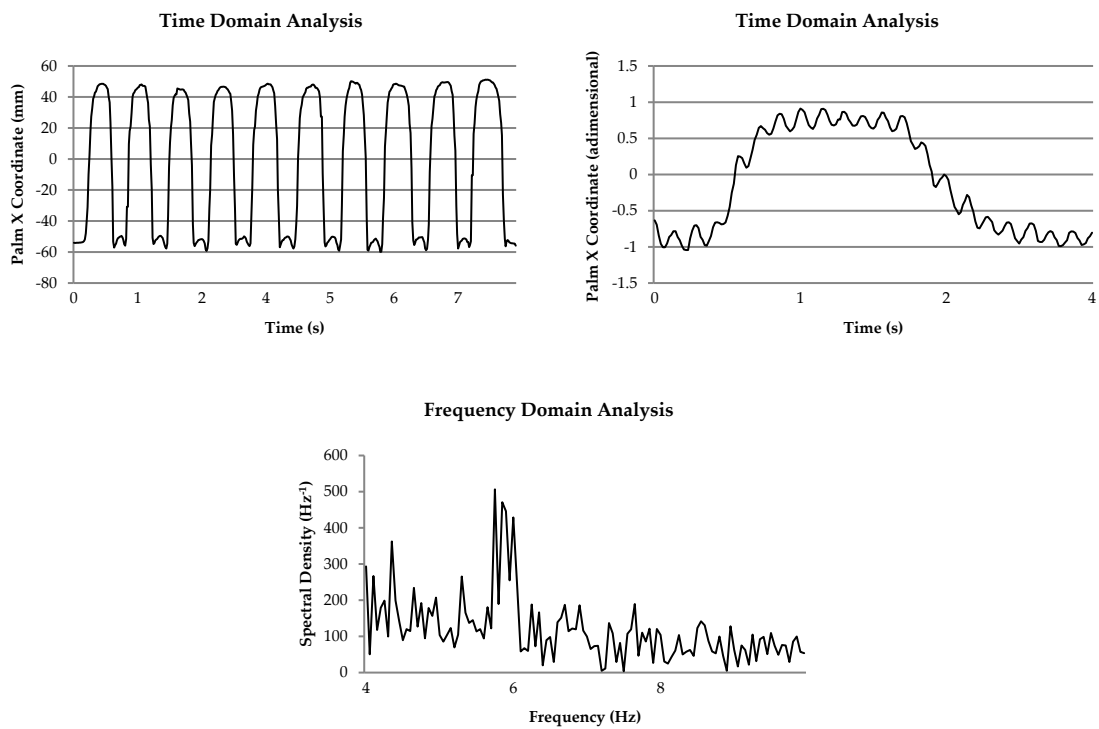 Time Domain Analysis
Palm X Coordinate (mm)
60
40
20
0
-20
-40
-60
-80
0 1 2 4 5 6 7
Time (s)
Time Domain Analysis
Palm X Coordinate (adimensional)
1.5
1
0.5
0
-0.5
-1
-1.5
0 1 2 4
Time (s)
Frequency Domain Analysis
Spectral Density (Hz⁻¹)
600
500
400
300
200
100
0
4 6 8
Frequency (Hz)